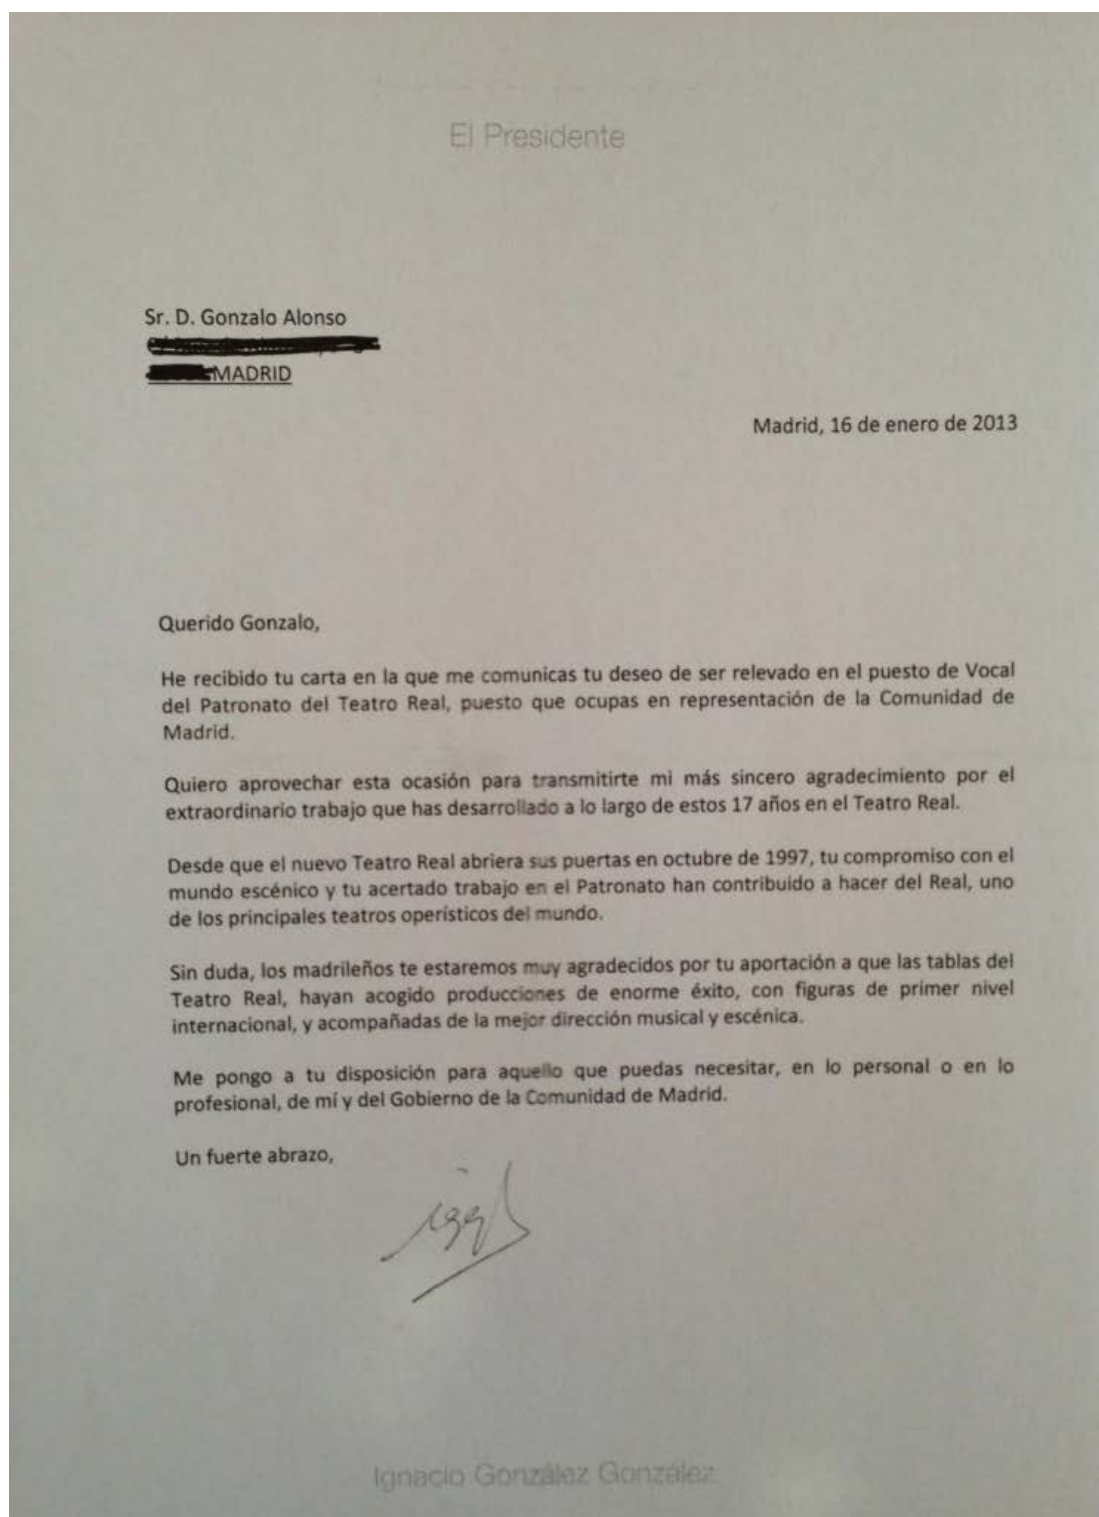 El Presidente
Sr. D. Gonzalo Alonso
MADRID
Madrid, 16 de enero de 2013
Querido Gonzalo,
He recibido tu carta en la que me comunicas tu deseo de ser relevado en el puesto de Vocal
del Patronato del Teatro Real, puesto que ocupas en representación de la Comunidad de
Madrid.
Quiero aprovechar esta ocasión para transmitirte mi más sincero agradecimiento por el
extraordinario trabajo que has desarrollado a lo largo de estos 17 años en el Teatro Real.
Desde que el nuevo Teatro Real abriera sus puertas en octubre de 1997, tu compromiso con el
mundo escénico y tu acertado trabajo en el Patronato han contribuido a hacer del Real, uno
de los principales teatros operísticos del mundo.
Sin duda, los madrileños te estaremos muy agradecidos por tu aportación a que las tablas del
Teatro Real, hayan acogido producciones de enorme éxito, con figuras de primer nivel
internacional, y acompañadas de la mejor dirección musical y escénica.
Me pongo a tu disposición para aquello que puedas necesitar, en lo personal o en lo
profesional, de mí y del Gobierno de la Comunidad de Madrid.
Un fuerte abrazo,
Ignacio González González